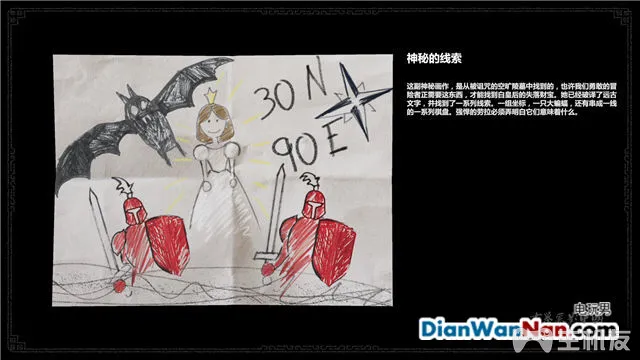 神秘的线索
30 N
90 E
这副神秘画作，是从被诅咒的空旷陵墓中找到的，也许我们勇敢的冒
险者正需要这东西，才能找到白皇后的失落财宝。她已经破译了远古
文字，并找到了一系列线索。一组坐标，一只大蝙蝠，还有串成一线
的一系列棋盘。强悍的劳拉必须弄明白它们意味着什么。
电玩男
DianWanNan.com